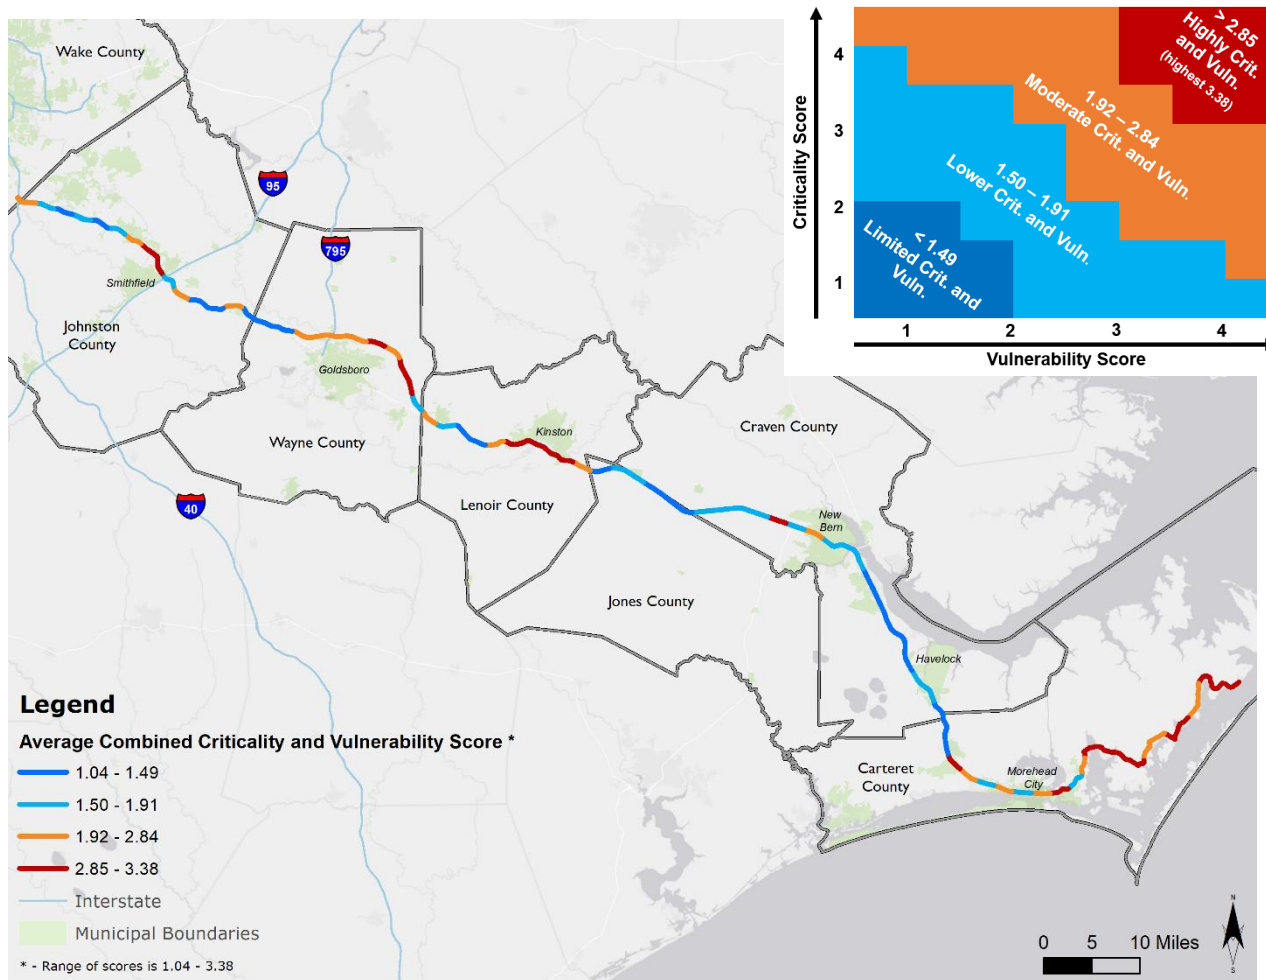 Wake County
95
795
Smithfield
Johnston
County
Goldsboro
Wayne County
40
Kinston
Lenoir County
Craven County
New
Bern
Jones County
Havelock
Carteret
County
Morehead
City
Criticality Score
4
3
2
1
> 2.85
Highly Crit.
and Vuln.
(highest 3.38)
1.92 – 2.84
Moderate Crit. and Vuln.
1.50 – 1.91
Lower Crit. and Vuln.
< 1.49
Limited Crit. and
Vuln.
1 2 3 4
Vulnerability Score
Legend
Average Combined Criticality and Vulnerability Score *
1.04 - 1.49
1.50 - 1.91
1.92 - 2.84
2.85 - 3.38
Interstate
Municipal Boundaries
* - Range of scores is 1.04 - 3.38
0 5 10 Miles
N
S